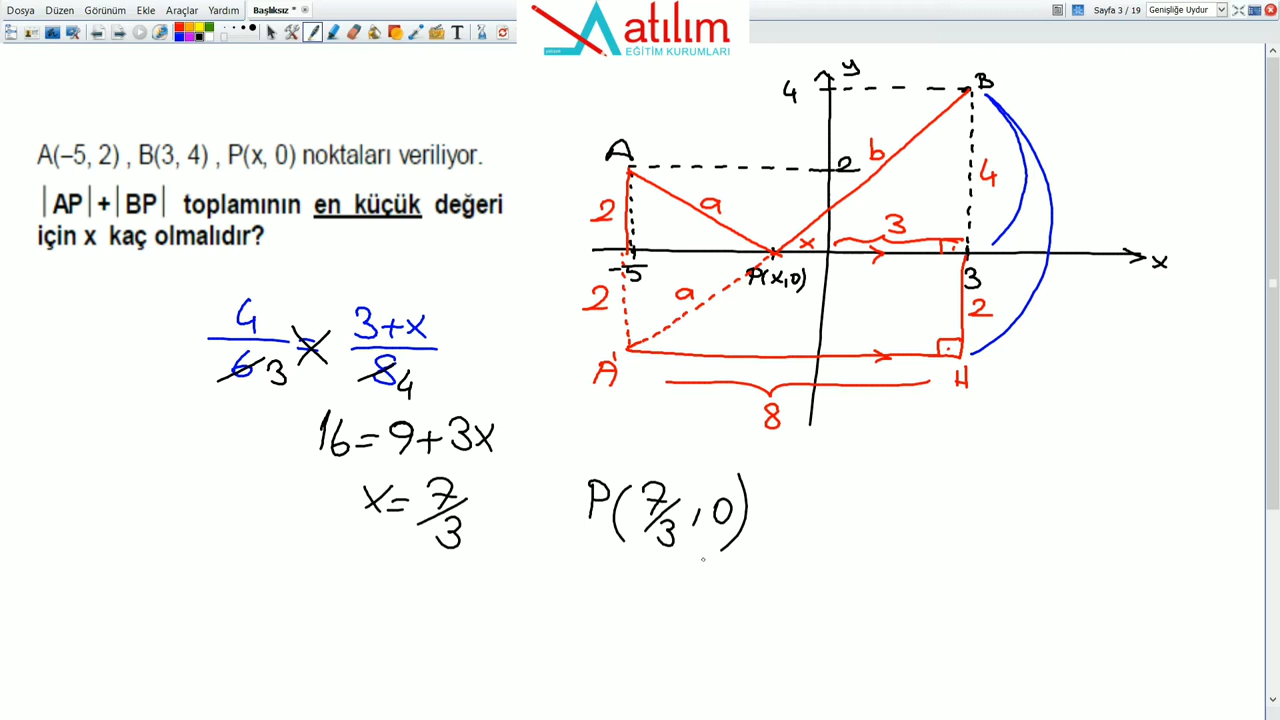 Dosya Düzen Görünüm Ekle Araçlar Yardım Başlıksız * Sayfa 3 / 19 Genişliğe Uydur
atılım
EĞİTİM KURUMLARI
A(–5, 2) , B(3, 4) , P(x, 0) noktaları veriliyor.
|AP|+|BP| toplamının en küçük değeri
için x kaç olmalıdır?
4/6 = 3+x/8
3 4
16=9+3x
x=7/3
P(7/3, 0)
y
4 B
A 2
b
a
4
2
3
x
-5 P(x,0) 3 x
2 a 2
A' H
8